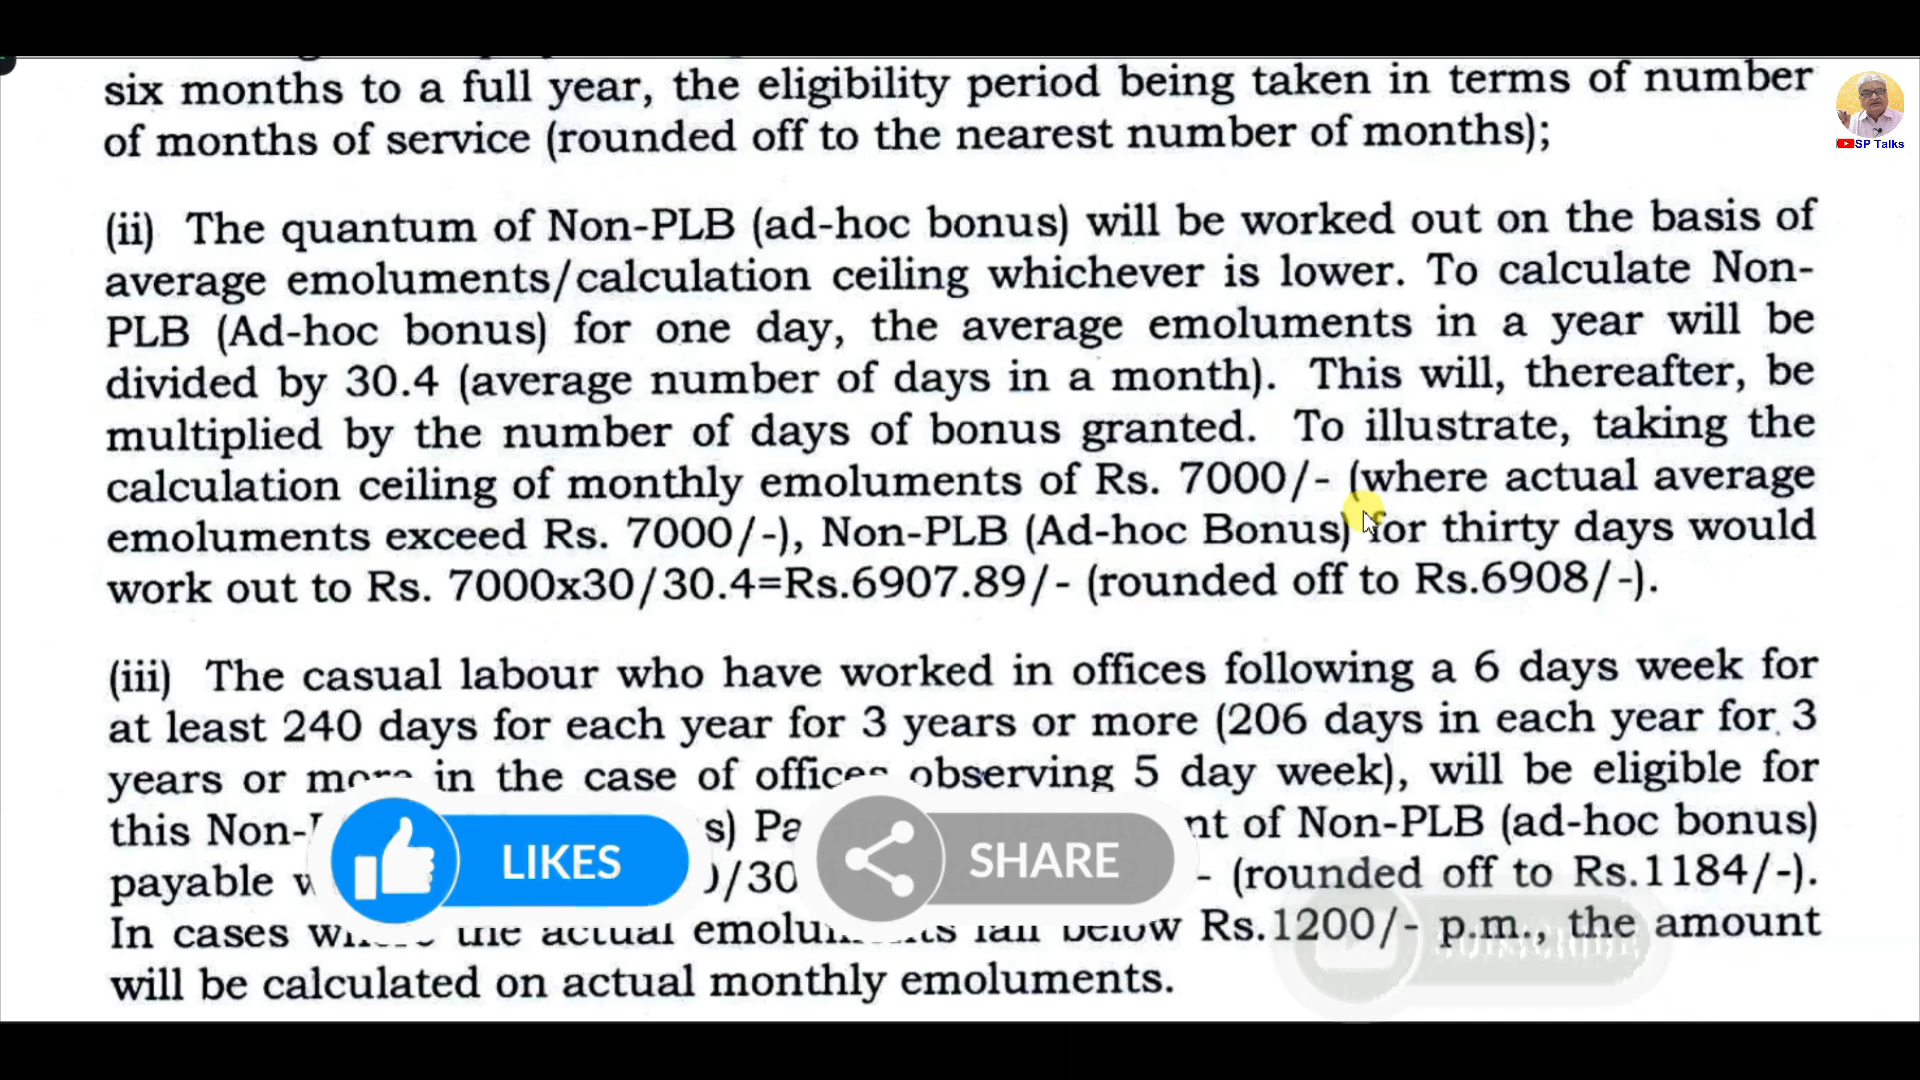 six months to a full year, the eligibility period being taken in terms of number
of months of service (rounded off to the nearest number of months);
SP Talks
(ii) The quantum of Non-PLB (ad-hoc bonus) will be worked out on the basis of
average emoluments/calculation ceiling whichever is lower. To calculate Non-
PLB (Ad-hoc bonus) for one day, the average emoluments in a year will be
divided by 30.4 (average number of days in a month). This will, thereafter, be
multiplied by the number of days of bonus granted. To illustrate, taking the
calculation ceiling of monthly emoluments of Rs. 7000/- (where actual average
emoluments exceed Rs. 7000/-), Non-PLB (Ad-hoc Bonus) for thirty days would
work out to Rs. 7000x30/30.4=Rs.6907.89/- (rounded off to Rs.6908/-).
(iii) The casual labour who have worked in offices following a 6 days week for
at least 240 days for each year for 3 years or more (206 days in each year for 3
years or more in the case of offices observing 5 day week), will be eligible for
this Non- s) Pa nt of Non-PLB (ad-hoc bonus)
payable /30 - (rounded off to Rs.1184/-).
LIKES
SHARE
In cases where the actual emoluments fall below Rs.1200/- p.m., the amount
SUBSCRIBE
will be calculated on actual monthly emoluments.